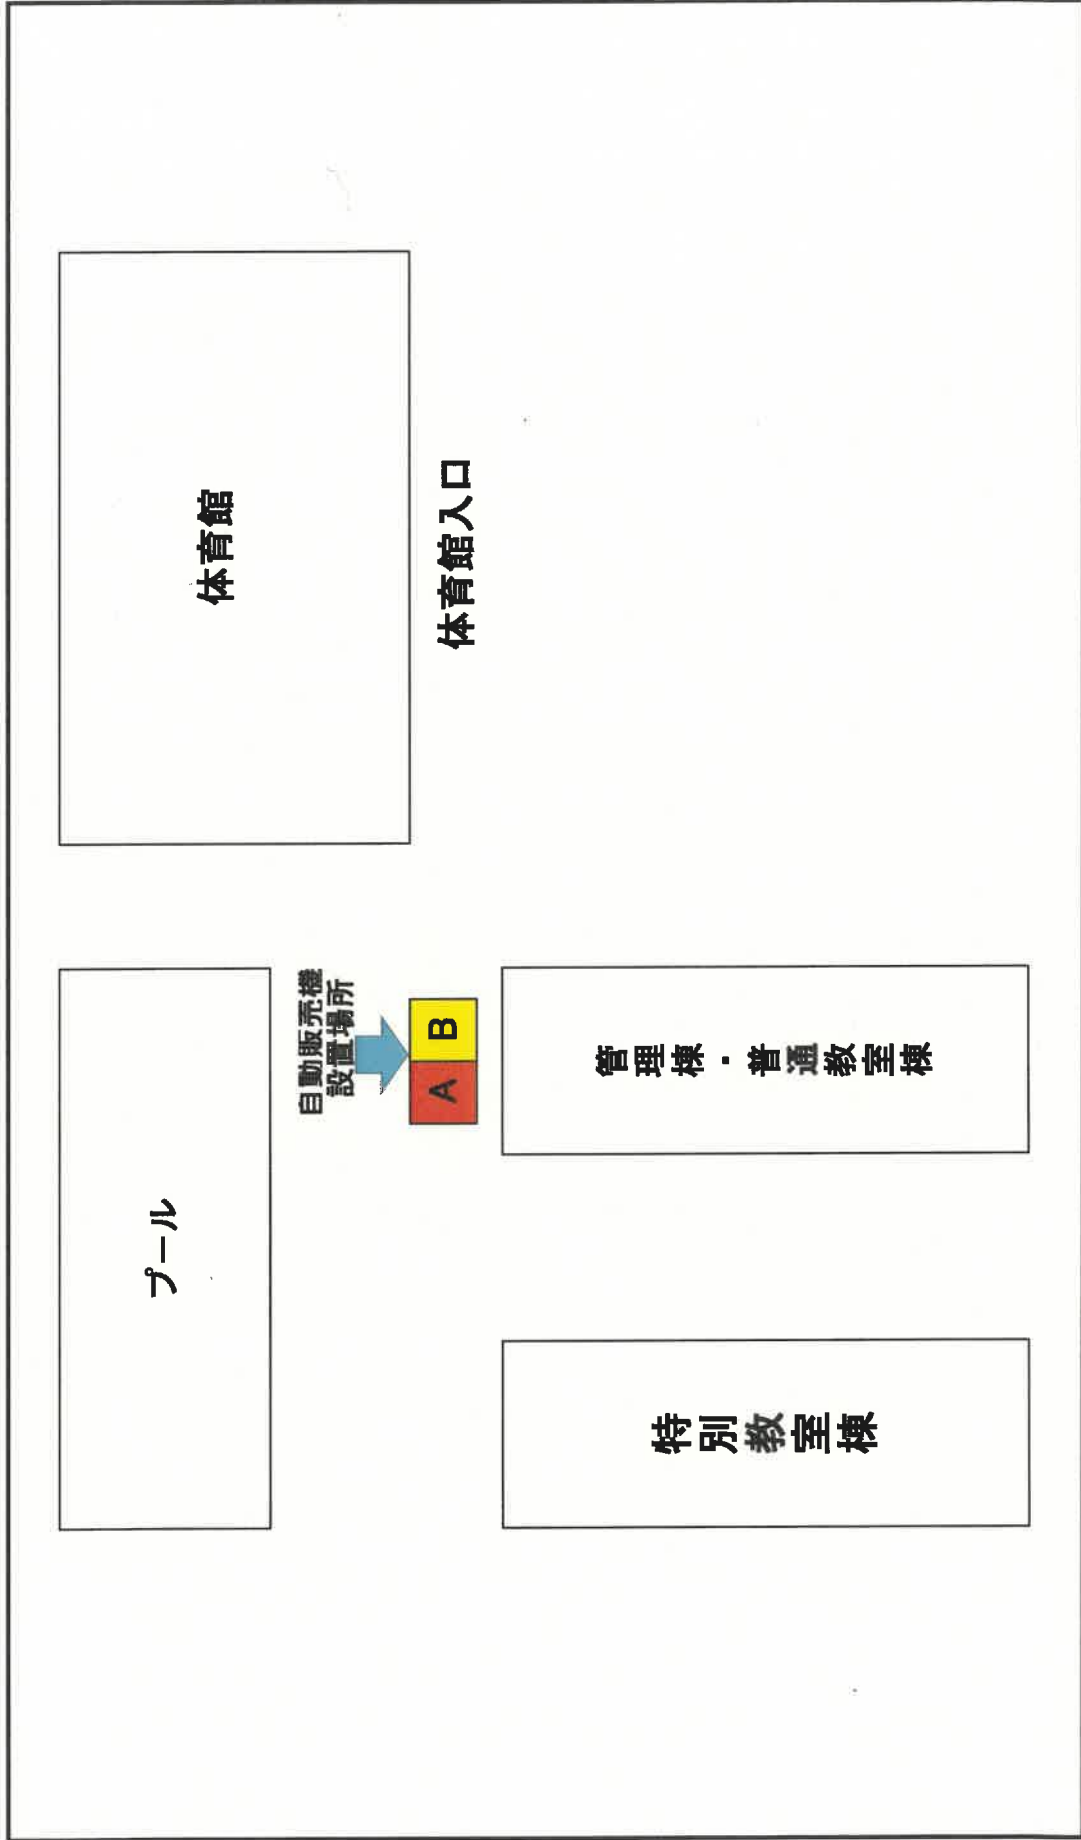 プール
体育館
自動販売機
設置場所
体育館入口
A
B
特別教室棟
管理棟・普通教室棟